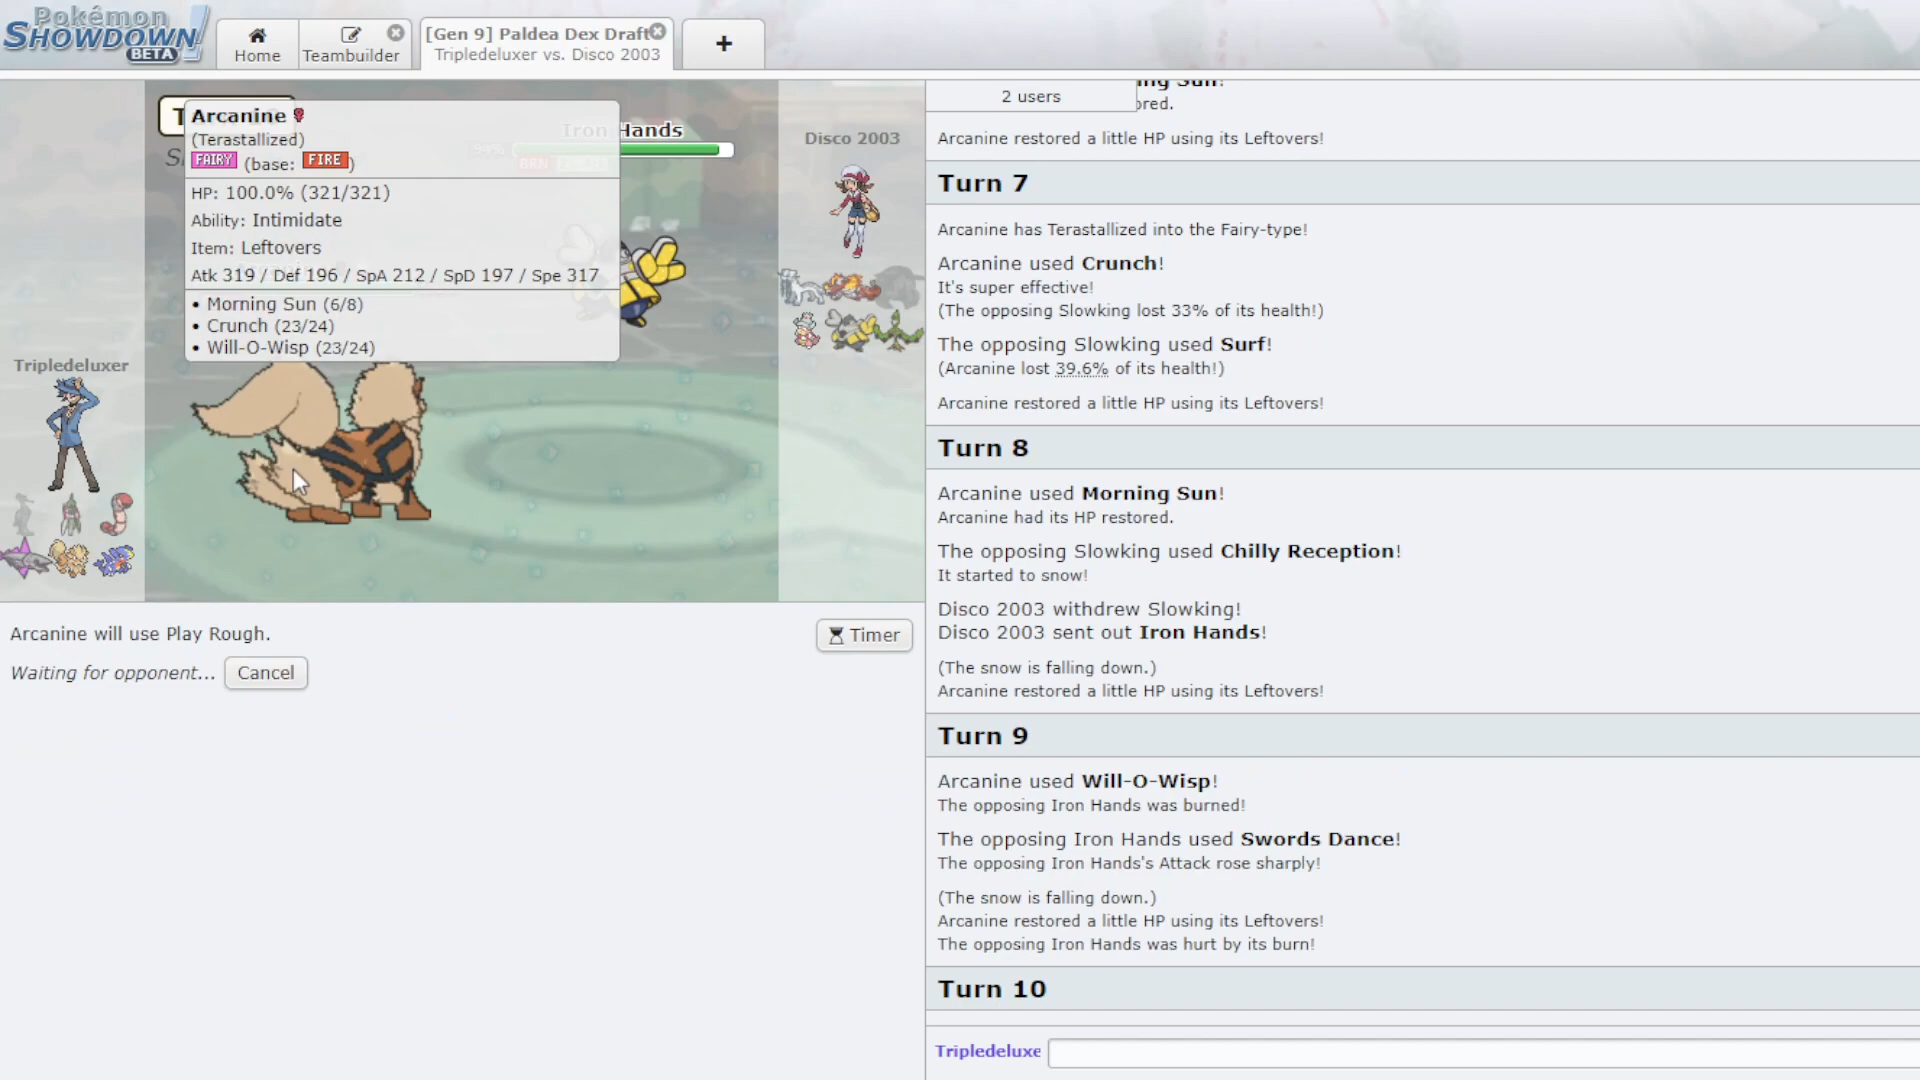 Pokémon
SHOWDOWN!
BETA
Home
Teambuilder
[Gen 9] Paldea Dex Draft
Tripledeluxer vs. Disco 2003
+
T
Arcanine
(Terastallized)
FAIRY (base: FIRE)
HP: 100.0% (321/321)
Ability: Intimidate
Item: Leftovers
Atk 319 / Def 196 / SpA 212 / SpD 197 / Spe 317
• Morning Sun (6/8)
• Crunch (23/24)
• Will-O-Wisp (23/24)
Iron Hands
94%
BRN
Disco 2003
Tripledeluxer
Arcanine will use Play Rough.
Waiting for opponent... Cancel
Timer
2 users
ing Sun!
ored.
Arcanine restored a little HP using its Leftovers!
Turn 7
Arcanine has Terastallized into the Fairy-type!
Arcanine used Crunch!
It's super effective!
(The opposing Slowking lost 33% of its health!)
The opposing Slowking used Surf!
(Arcanine lost 39.6% of its health!)
Arcanine restored a little HP using its Leftovers!
Turn 8
Arcanine used Morning Sun!
Arcanine had its HP restored.
The opposing Slowking used Chilly Reception!
It started to snow!
Disco 2003 withdrew Slowking!
Disco 2003 sent out Iron Hands!
(The snow is falling down.)
Arcanine restored a little HP using its Leftovers!
Turn 9
Arcanine used Will-O-Wisp!
The opposing Iron Hands was burned!
The opposing Iron Hands used Swords Dance!
The opposing Iron Hands's Attack rose sharply!
(The snow is falling down.)
Arcanine restored a little HP using its Leftovers!
The opposing Iron Hands was hurt by its burn!
Turn 10
Tripledeluxe